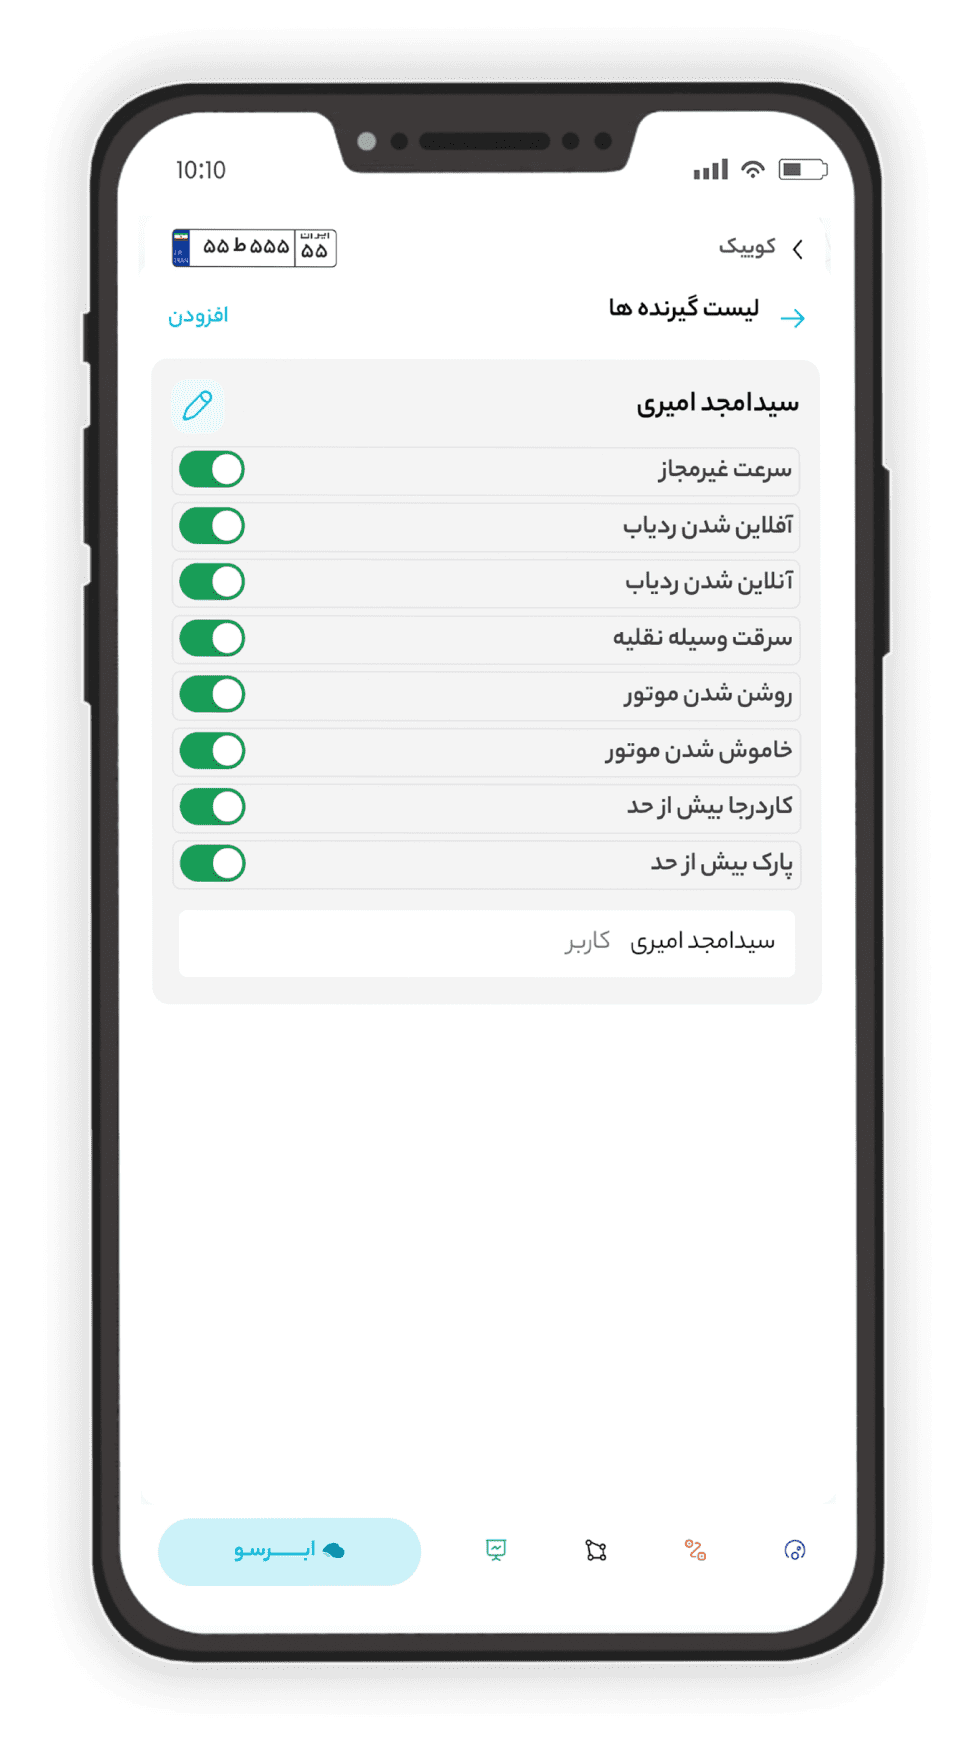 10:10
کوییک
۵۵ ط ۵۵۵ ایران ۵۵
I.R. IRAN
لیست گیرنده ها
افزودن
سیدامجد امیری
سرعت غیرمجاز
آفلاین شدن ردیاب
آنلاین شدن ردیاب
سرقت وسیله نقلیه
روشن شدن موتور
خاموش شدن موتور
کاردرجا بیش از حد
پارک بیش از حد
سیدامجد امیری کاربر
ابـــرسو